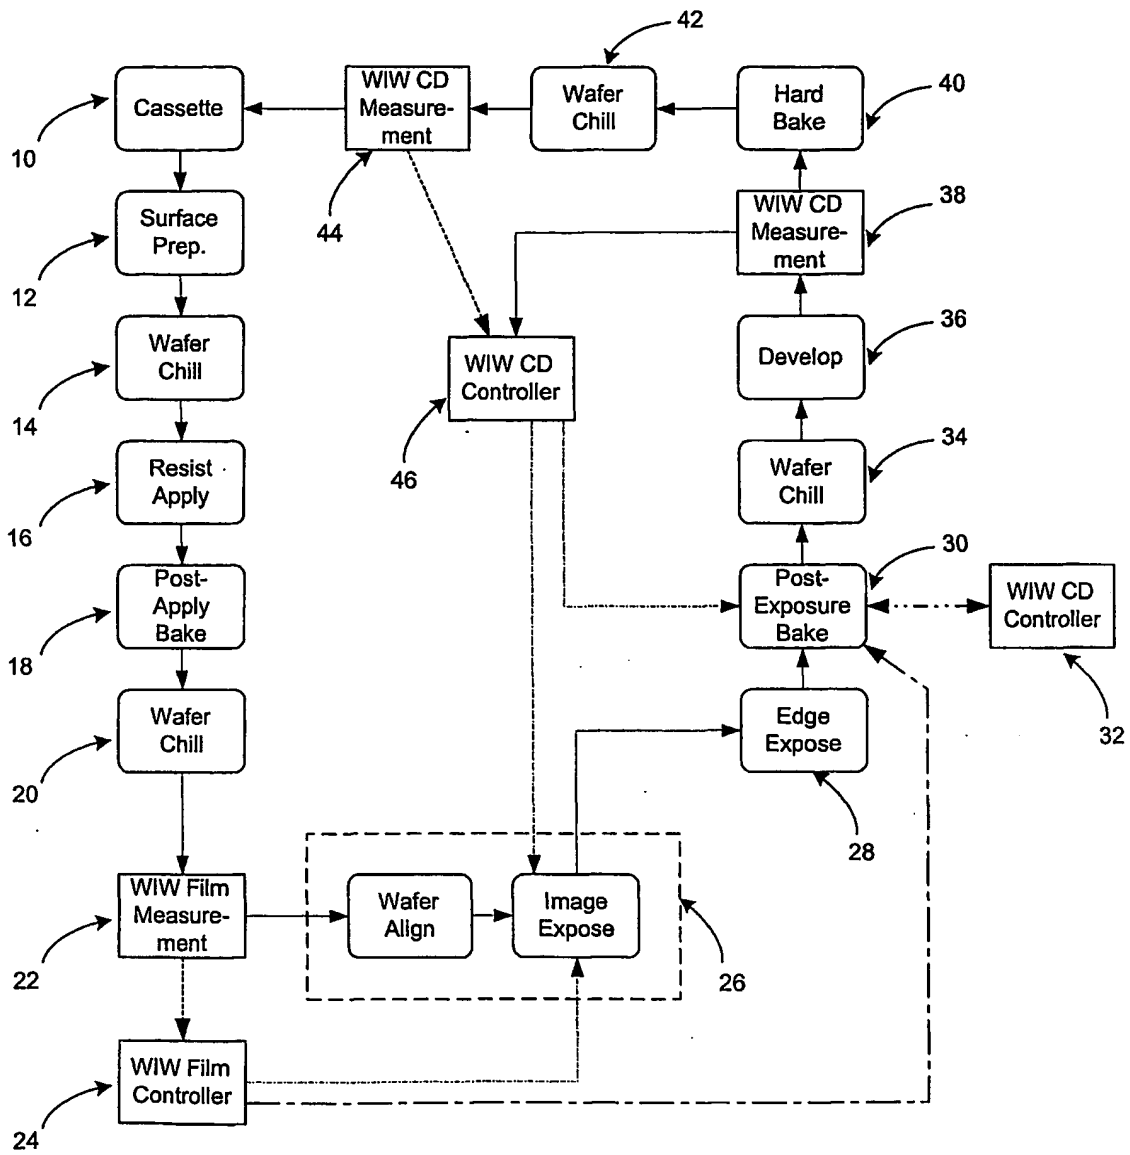 42
Cassette
10
WIW CD
Measure-
ment
44
Wafer
Chill
Hard
Bake
40
Surface
Prep.
12
WIW CD
Measure-
ment
38
Wafer
Chill
14
WIW CD
Controller
46
Develop
36
Resist
Apply
16
Wafer
Chill
34
Post-
Apply
Bake
18
Post-
Exposure
Bake
30
WIW CD
Controller
32
Wafer
Chill
20
Edge
Expose
28
WIW Film
Measure-
ment
22
Wafer
Align
Image
Expose
26
WIW Film
Controller
24